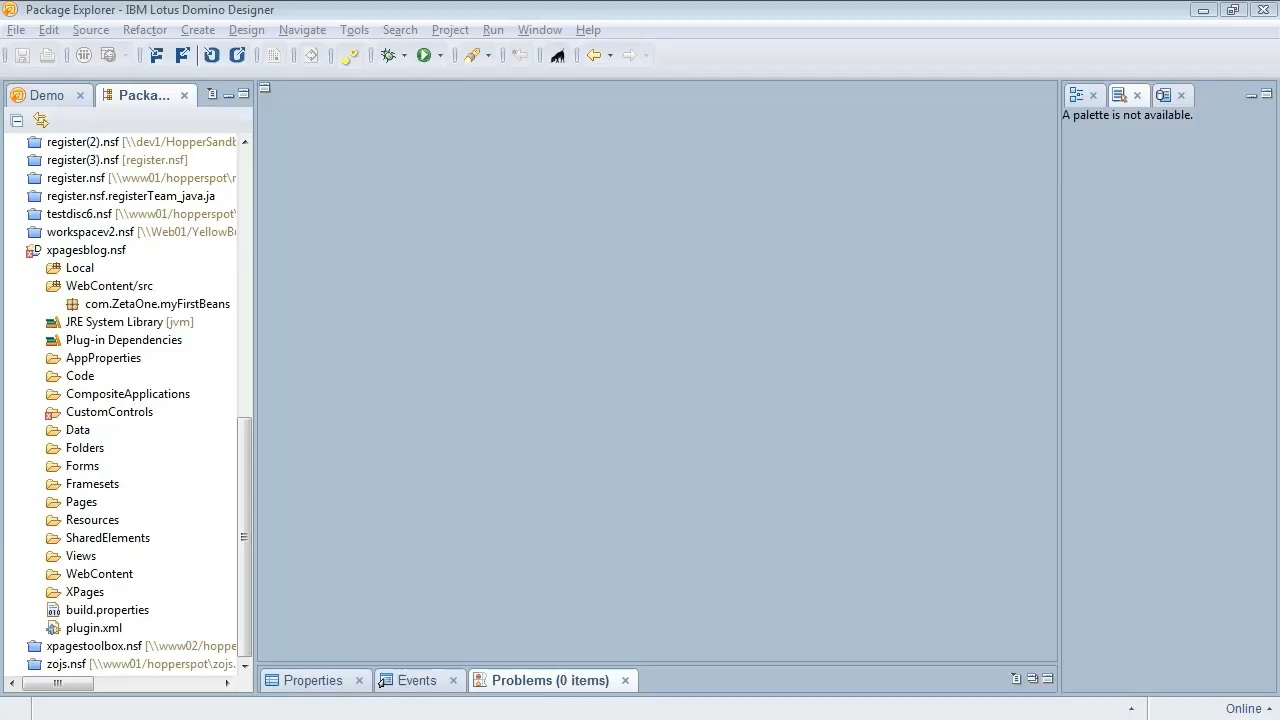 Package Explorer - IBM Lotus Domino Designer
File Edit Source Refactor Create Design Navigate Tools Search Project Run Window Help
Demo
Packa...
A palette is not available.
register(2).nsf [\\dev1/HopperSandb
register(3).nsf [register.nsf]
register.nsf [\\www01/hopperspot\r
register.nsf.registerTeam_java.ja
testdisc6.nsf [\\www01/hopperspot\
workspacev2.nsf [\\Web01/YellowBu
xpagesblog.nsf
Local
WebContent/src
com.ZetaOne.myFirstBeans
JRE System Library [jvm]
Plug-in Dependencies
AppProperties
Code
CompositeApplications
CustomControls
Data
Folders
Forms
Framesets
Pages
Resources
SharedElements
Views
WebContent
XPages
build.properties
plugin.xml
xpagestoolbox.nsf [\\www02/hoppe
zojs.nsf [\\www01/hopperspot\zojs.
Properties
Events
Problems (0 items)
Online